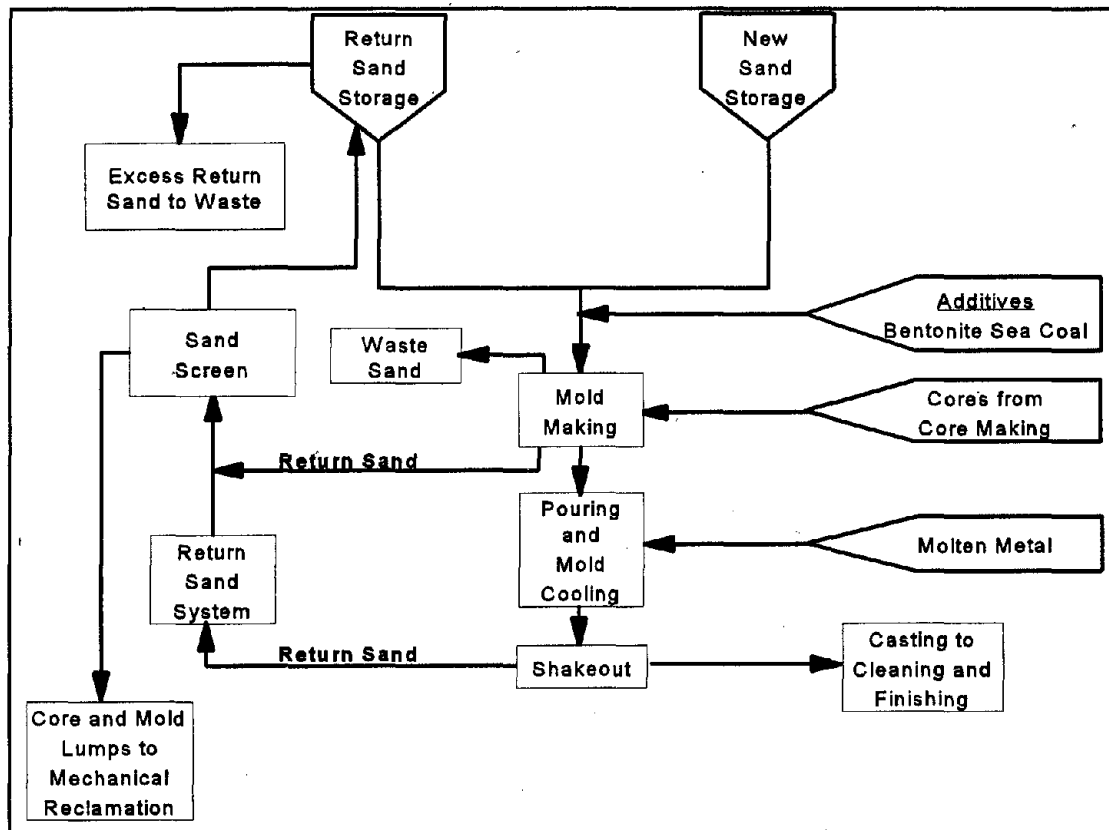 Return
Sand
Storage
New
Sand
Storage
Excess Return
Sand to Waste
Additives
Bentonite Sea Coal
Sand
Screen
Waste
Sand
Mold
Making
Core's from
Core Making
Return Sand
Pouring
and
Mold
Cooling
Molten Metal
Return
Sand
System
Return Sand
Shakeout
Casting to
Cleaning and
Finishing
Core and Mold
Lumps to
Mechanical
Reclamation